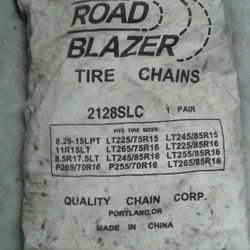 ROAD
BLAZER
TIRE CHAINS
2128SLC 1 PAIR
FITS TIRE SIZES:
8.25-15LPT LT225/75R15 LT245/85R15
11R15LT LT265/75R15 LT225/85R16
8.5R17.5LT LT245/85R16 LT255/85R16
P265/70R16 P255/70R16 LT265/85R16
QUALITY CHAIN CORP.
PORTLAND,OR
MADE IN CHINA